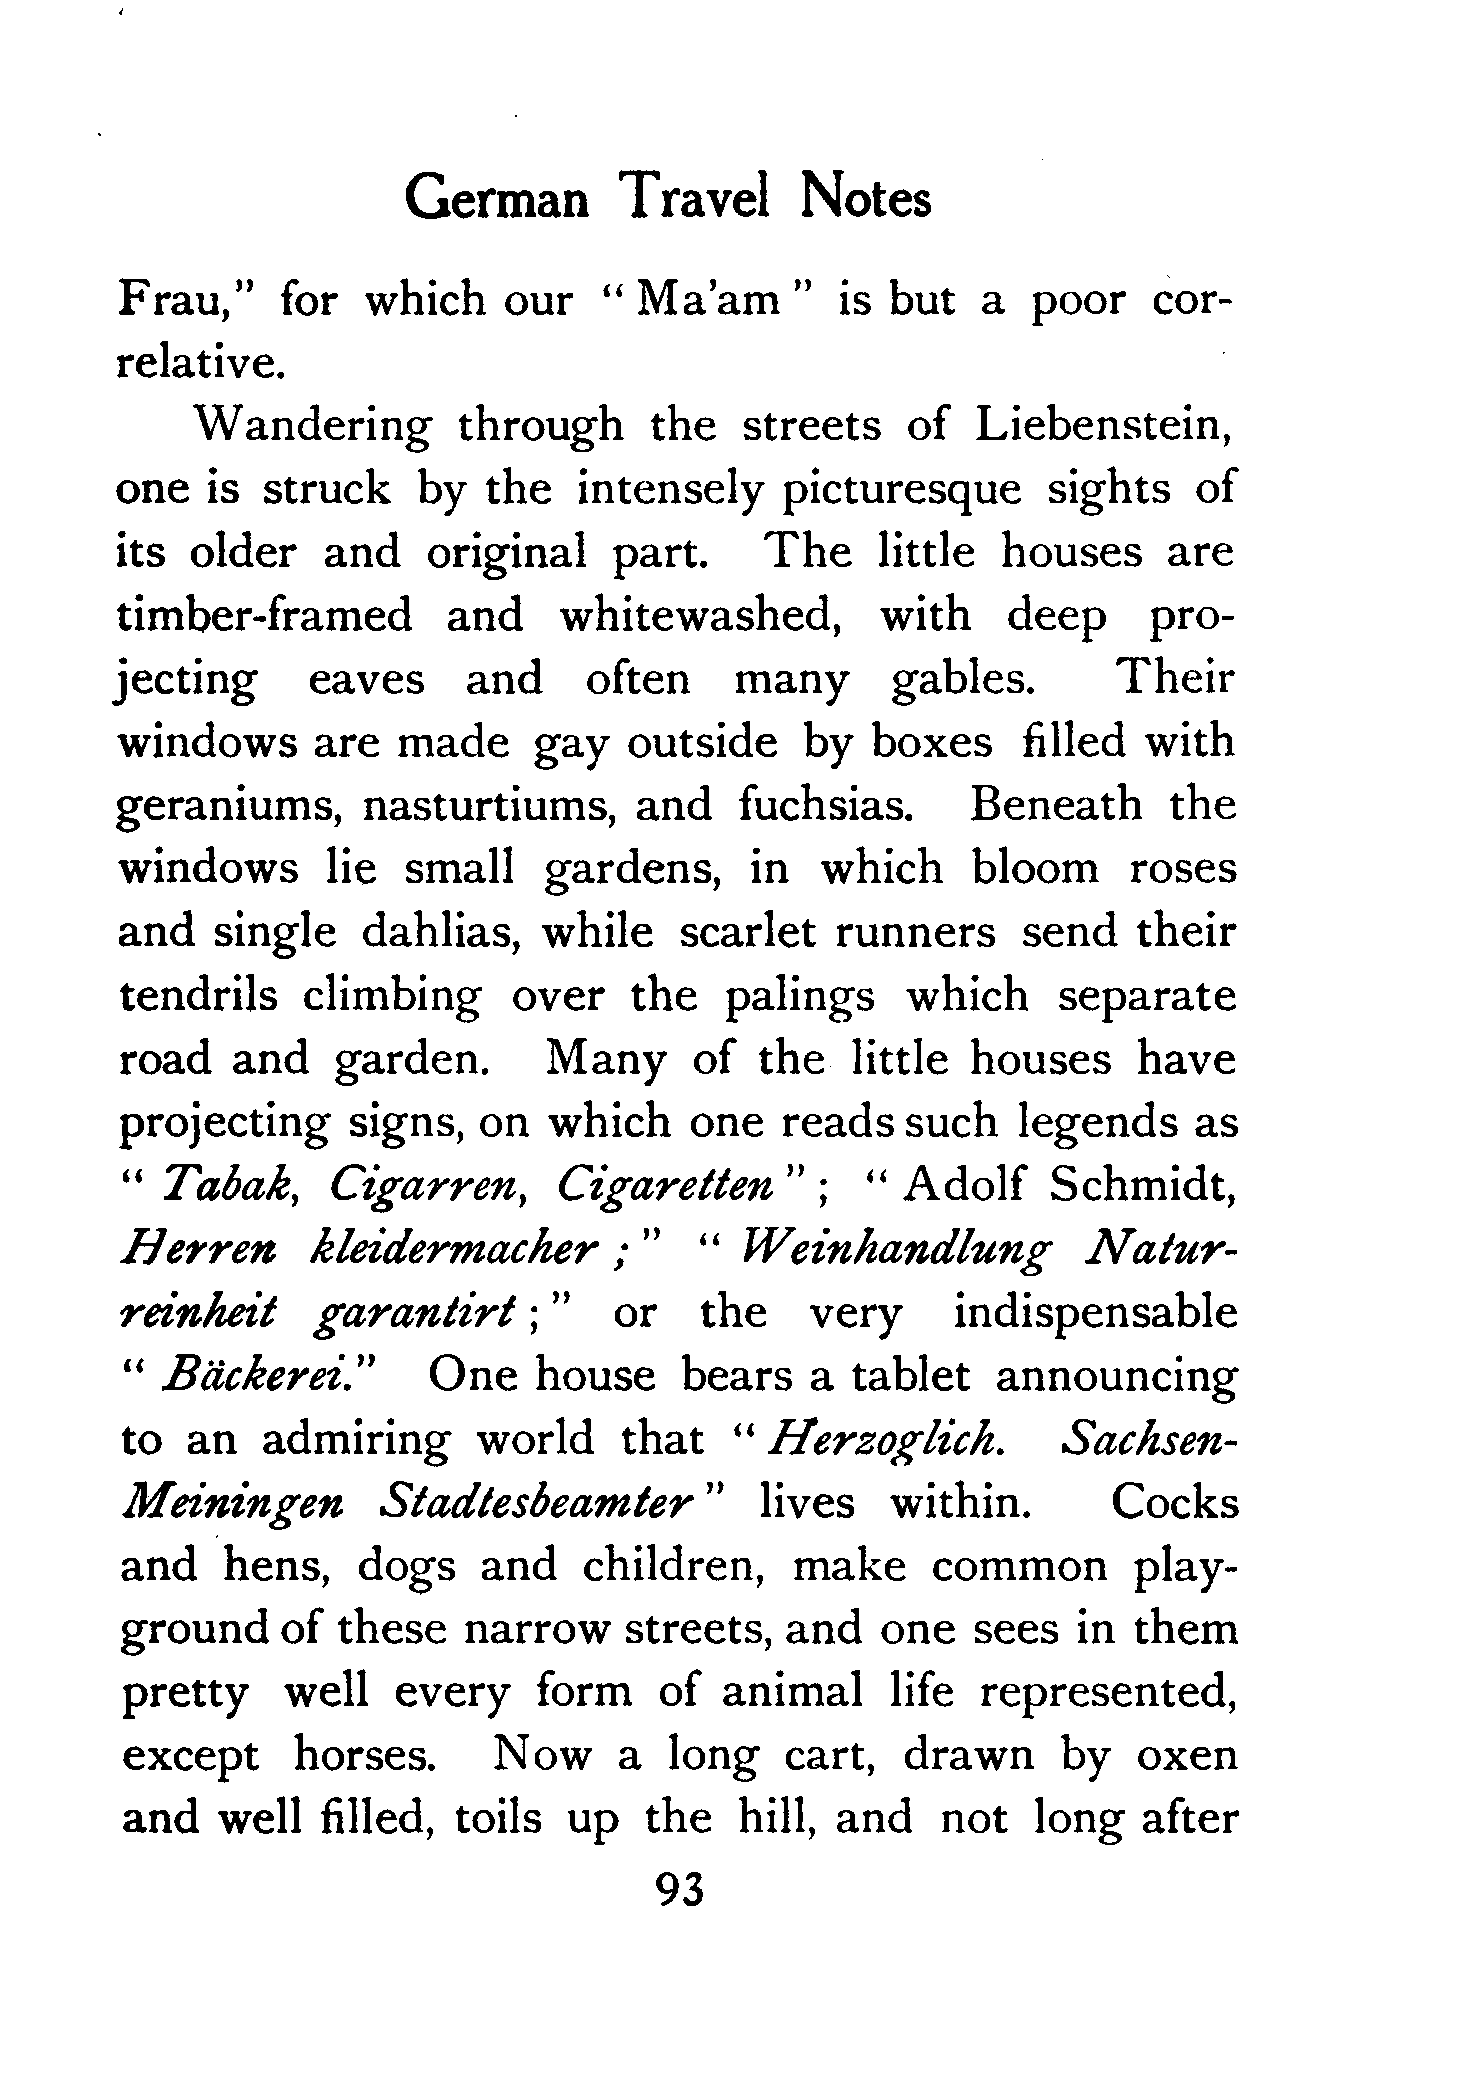 German Travel Notes
Frau," for which our " Ma'am " is but a poor cor-
relative.
Wandering through the streets of Liebenstein,
one is struck by the intensely picturesque sights of
its older and original part. The little houses are
timber-framed and whitewashed, with deep pro-
jecting eaves and often many gables. Their
windows are made gay outside by boxes filled with
geraniums, nasturtiums, and fuchsias. Beneath the
windows lie small gardens, in which bloom roses
and single dahlias, while scarlet runners send their
tendrils climbing over the palings which separate
road and garden. Many of the little houses have
projecting signs, on which one reads such legends as
" Tabak, Cigarren, Cigaretten " ; " Adolf Schmidt,
Herren kleidermacher ; " " Weinhandlung Natur-
reinheit garantirt ; " or the very indispensable
" Bäckerei." One house bears a tablet announcing
to an admiring world that " Herzoglich. Sachsen-
Meiningen Stadtesbeamter " lives within. Cocks
and hens, dogs and children, make common play-
ground of these narrow streets, and one sees in them
pretty well every form of animal life represented,
except horses. Now a long cart, drawn by oxen
and well filled, toils up the hill, and not long after
93